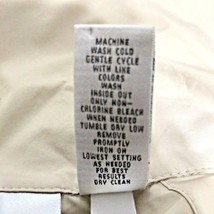 MACHINE
WASH COLD
GENTLE CYCLE
WITH LIKE
COLORS
WASH
INSIDE OUT
ONLY NON-
CHLORINE BLEACH
WHEN NEEDED
TUMBLE DRY LOW
REMOVE
PROMPTLY
IRON ON
LOWEST SETTING
AS NEEDED
FOR BEST
RESULTS
DRY CLEAN